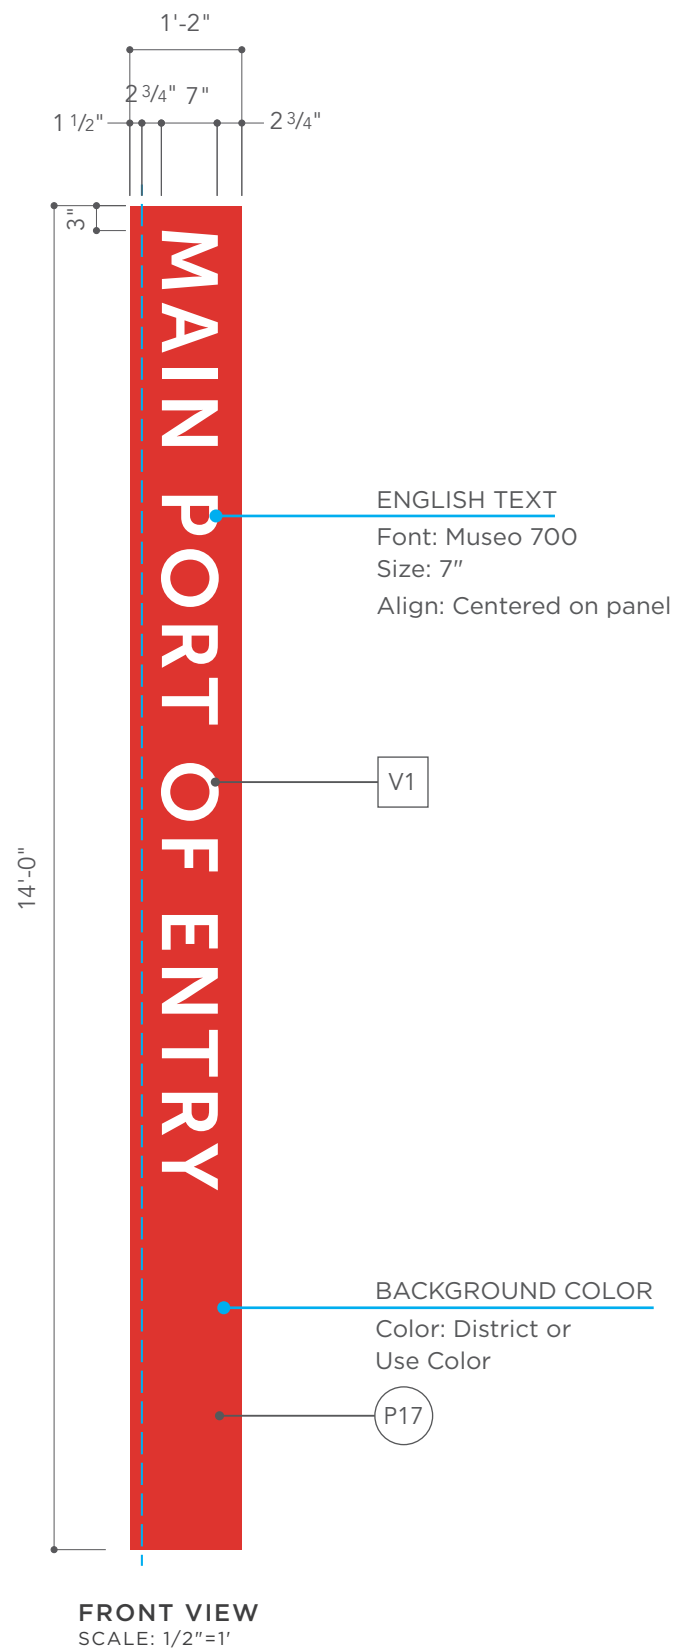 1'-2"
2 3/4" 7"
1 1/2"
2 3/4"
3"
MAIN PORT OF ENTRY
ENGLISH TEXT
Font: Museo 700
Size: 7"
Align: Centered on panel
V1
14'-0"
BACKGROUND COLOR
Color: District or
Use Color
P17
FRONT VIEW
SCALE: 1/2"=1'